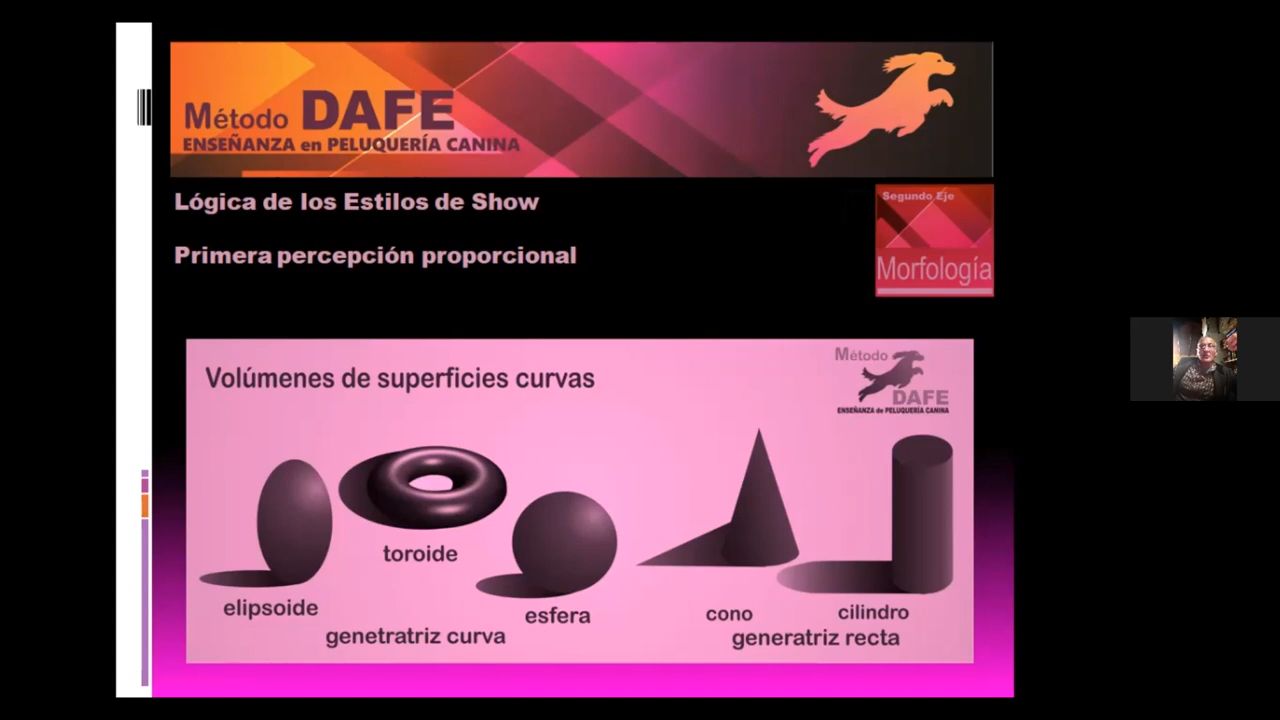 Método DAFE
ENSEÑANZA en PELUQUERÍA CANINA
Lógica de los Estilos de Show
Segundo Eje
Morfología
Primera percepción proporcional
Volúmenes de superficies curvas
Método
DAFE
ENSEÑANZA de PELUQUERÍA CANINA
elipsoide
toroide
esfera
genetratriz curva
cono
cilindro
generatriz recta